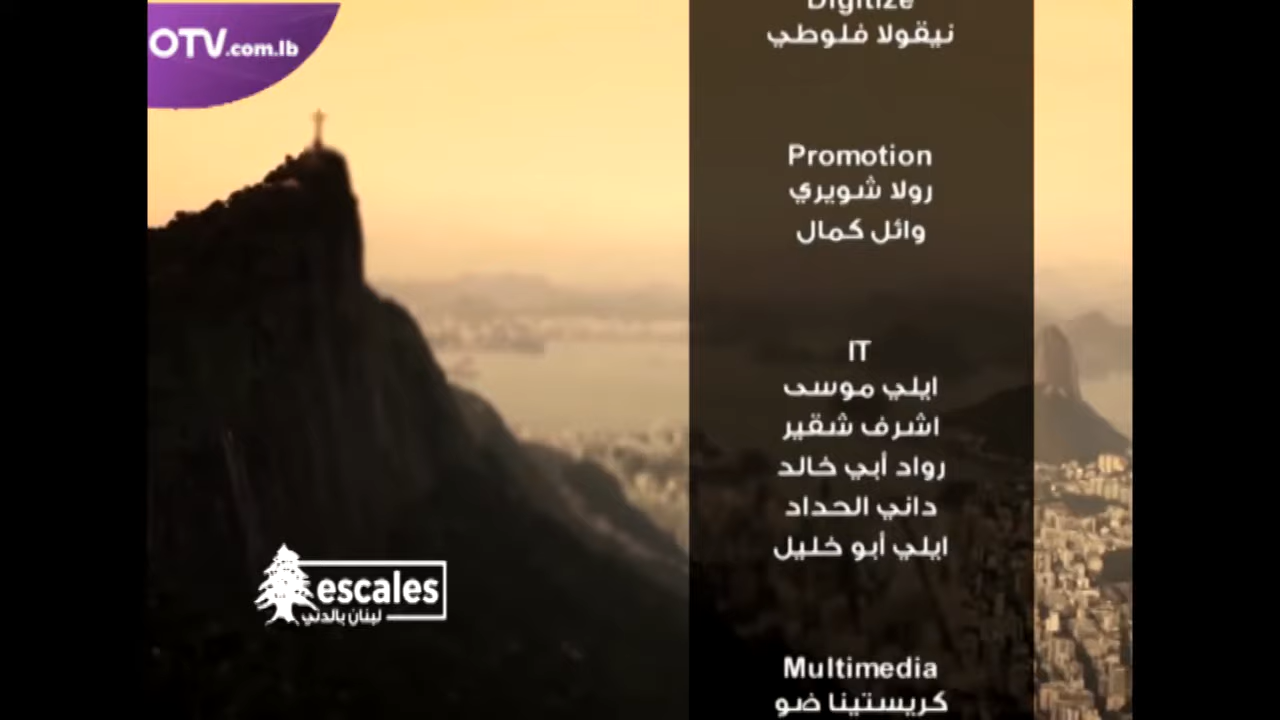 OTV.com.lb
Digitize
نيقولا فلوطي
Promotion
رولا شويري
وائل كمال
IT
ايلي موسى
اشرف شقير
رواد أبي خالد
داني الحداد
ايلي أبو خليل
Multimedia
كريستينا ضو
escales
لبنان بالدني